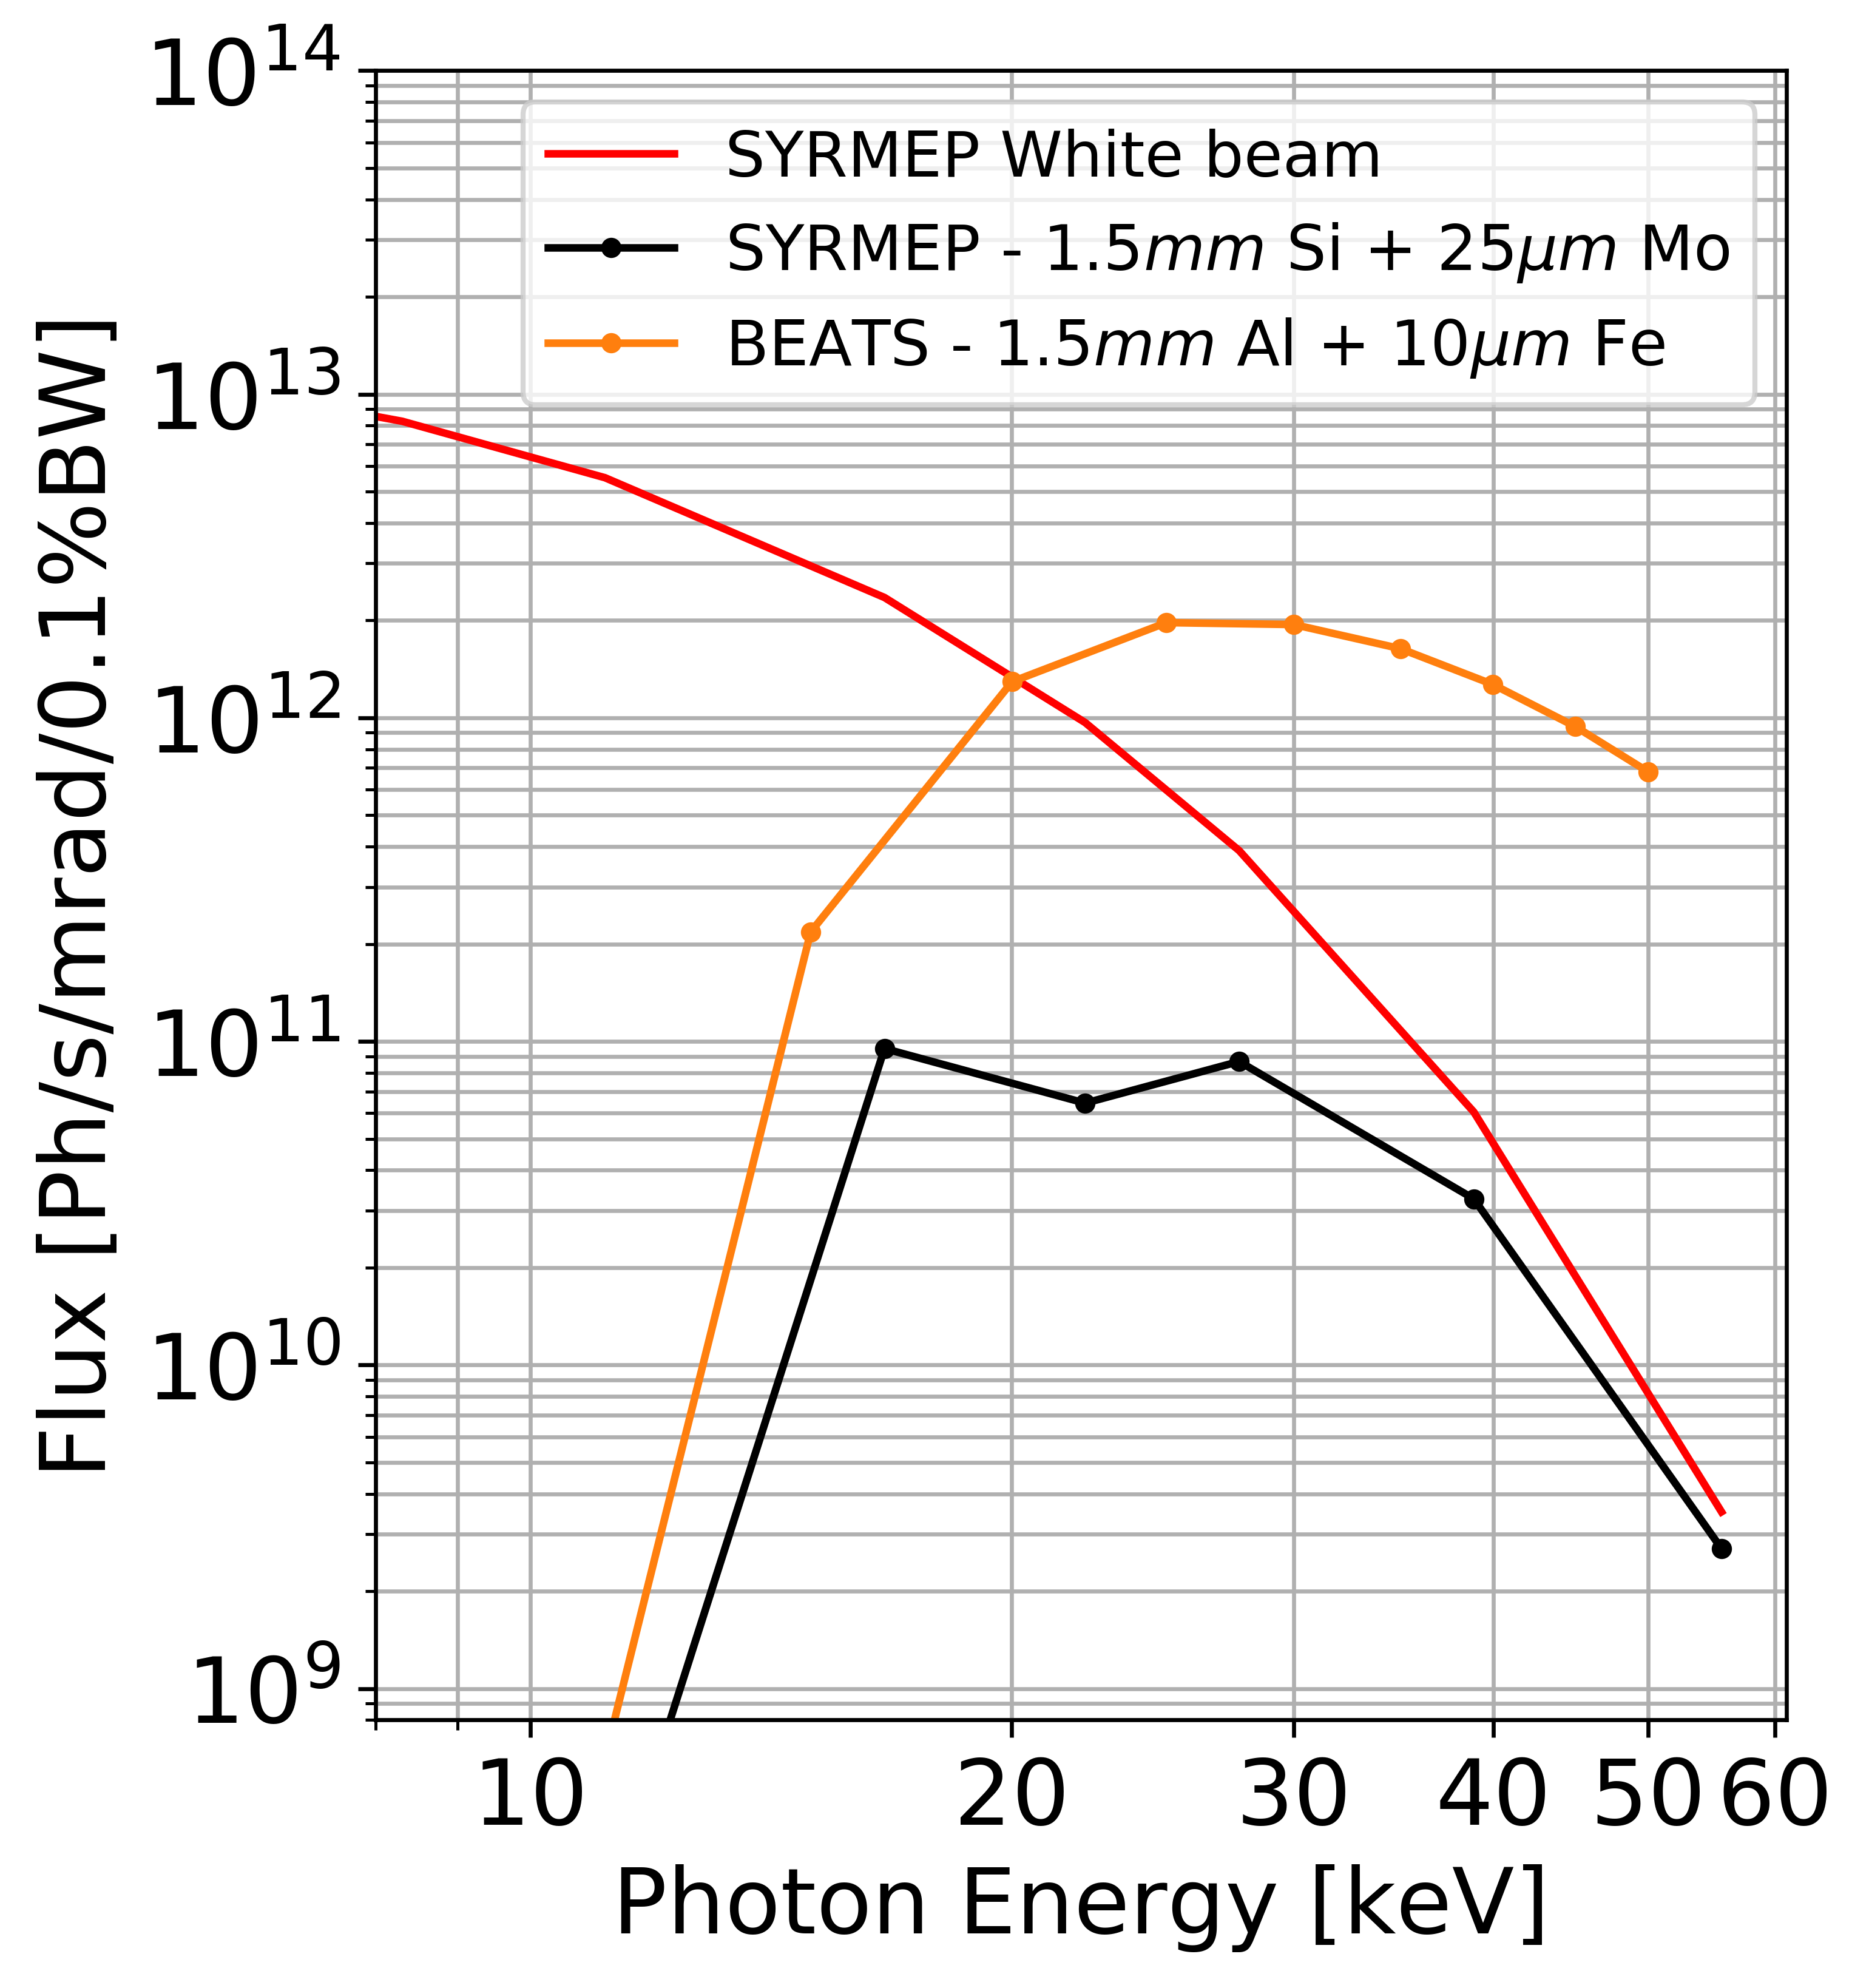 10^14
10^13
10^12
10^11
10^10
10^9
Flux [Ph/s/mrad/0.1%BW]
SYRMEP White beam
SYRMEP - 1.5mm Si + 25μm Mo
BEATS - 1.5mm Al + 10μm Fe
10 20 30 40 50 60
Photon Energy [keV]